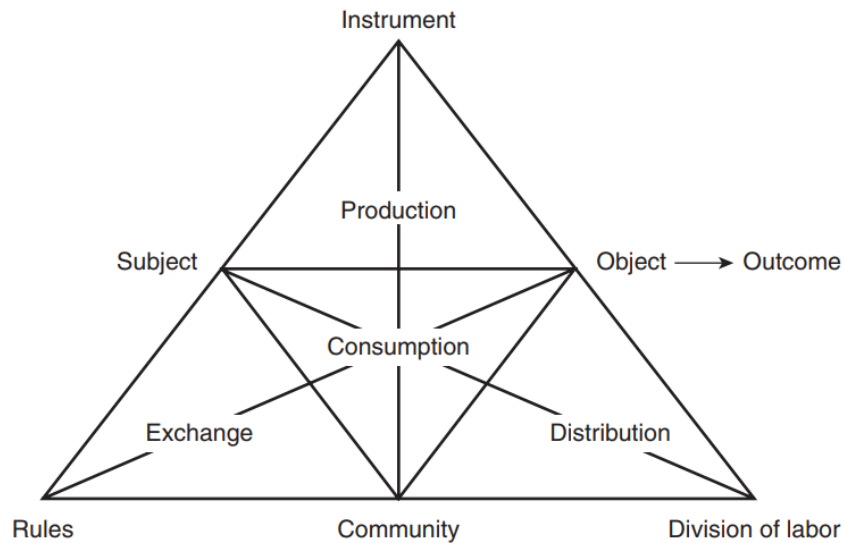 Instrument
Production
Subject
Object
Outcome
Consumption
Exchange
Distribution
Rules
Community
Division of labor